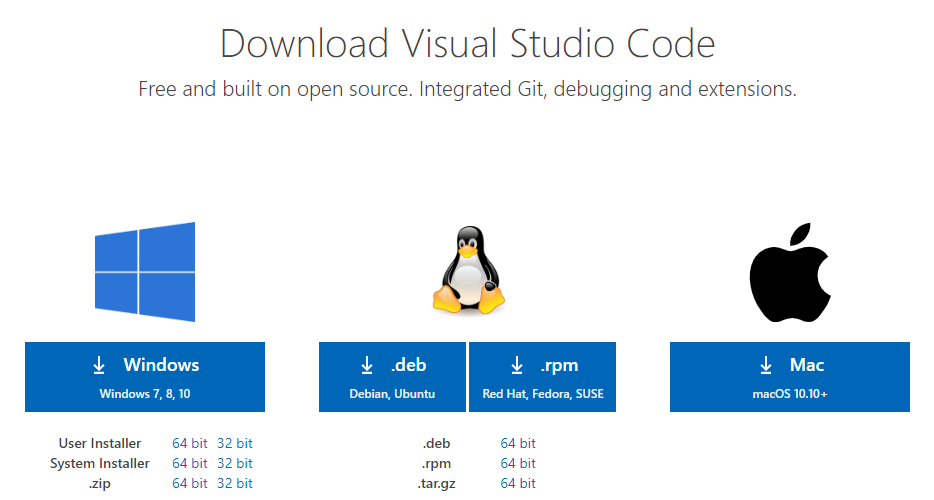 Download Visual Studio Code
Free and built on open source. Integrated Git, debugging and extensions.
Windows
Windows 7, 8, 10
User Installer 64 bit 32 bit
System Installer 64 bit 32 bit
.zip 64 bit 32 bit
.deb
Debian, Ubuntu
.rpm
Red Hat, Fedora, SUSE
.deb 64 bit
.rpm 64 bit
.tar.gz 64 bit
Mac
macOS 10.10+